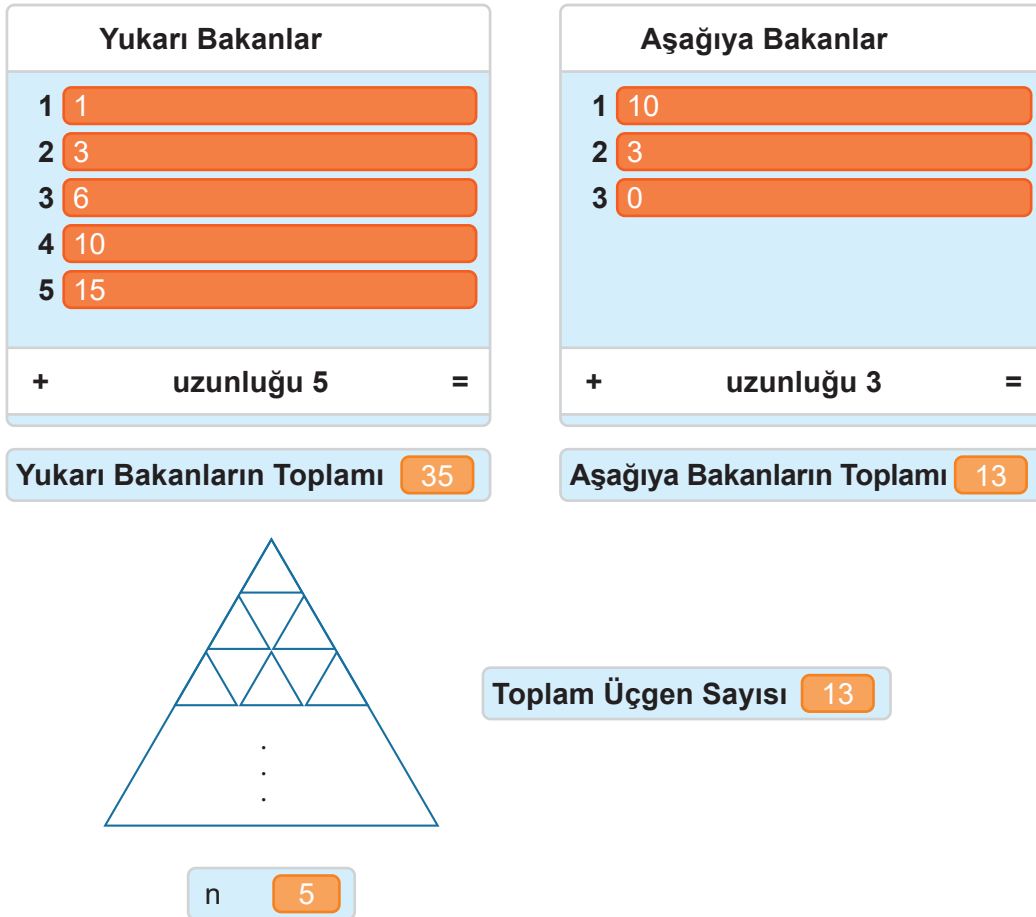 Yukarı Bakanlar
1 1
2 3
3 6
4 10
5 15
+ uzunluğu 5 =
Yukarı Bakanların Toplamı 35
Aşağıya Bakanlar
1 10
2 3
3 0
+ uzunluğu 3 =
Aşağıya Bakanların Toplamı 13
Toplam Üçgen Sayısı 13
n 5